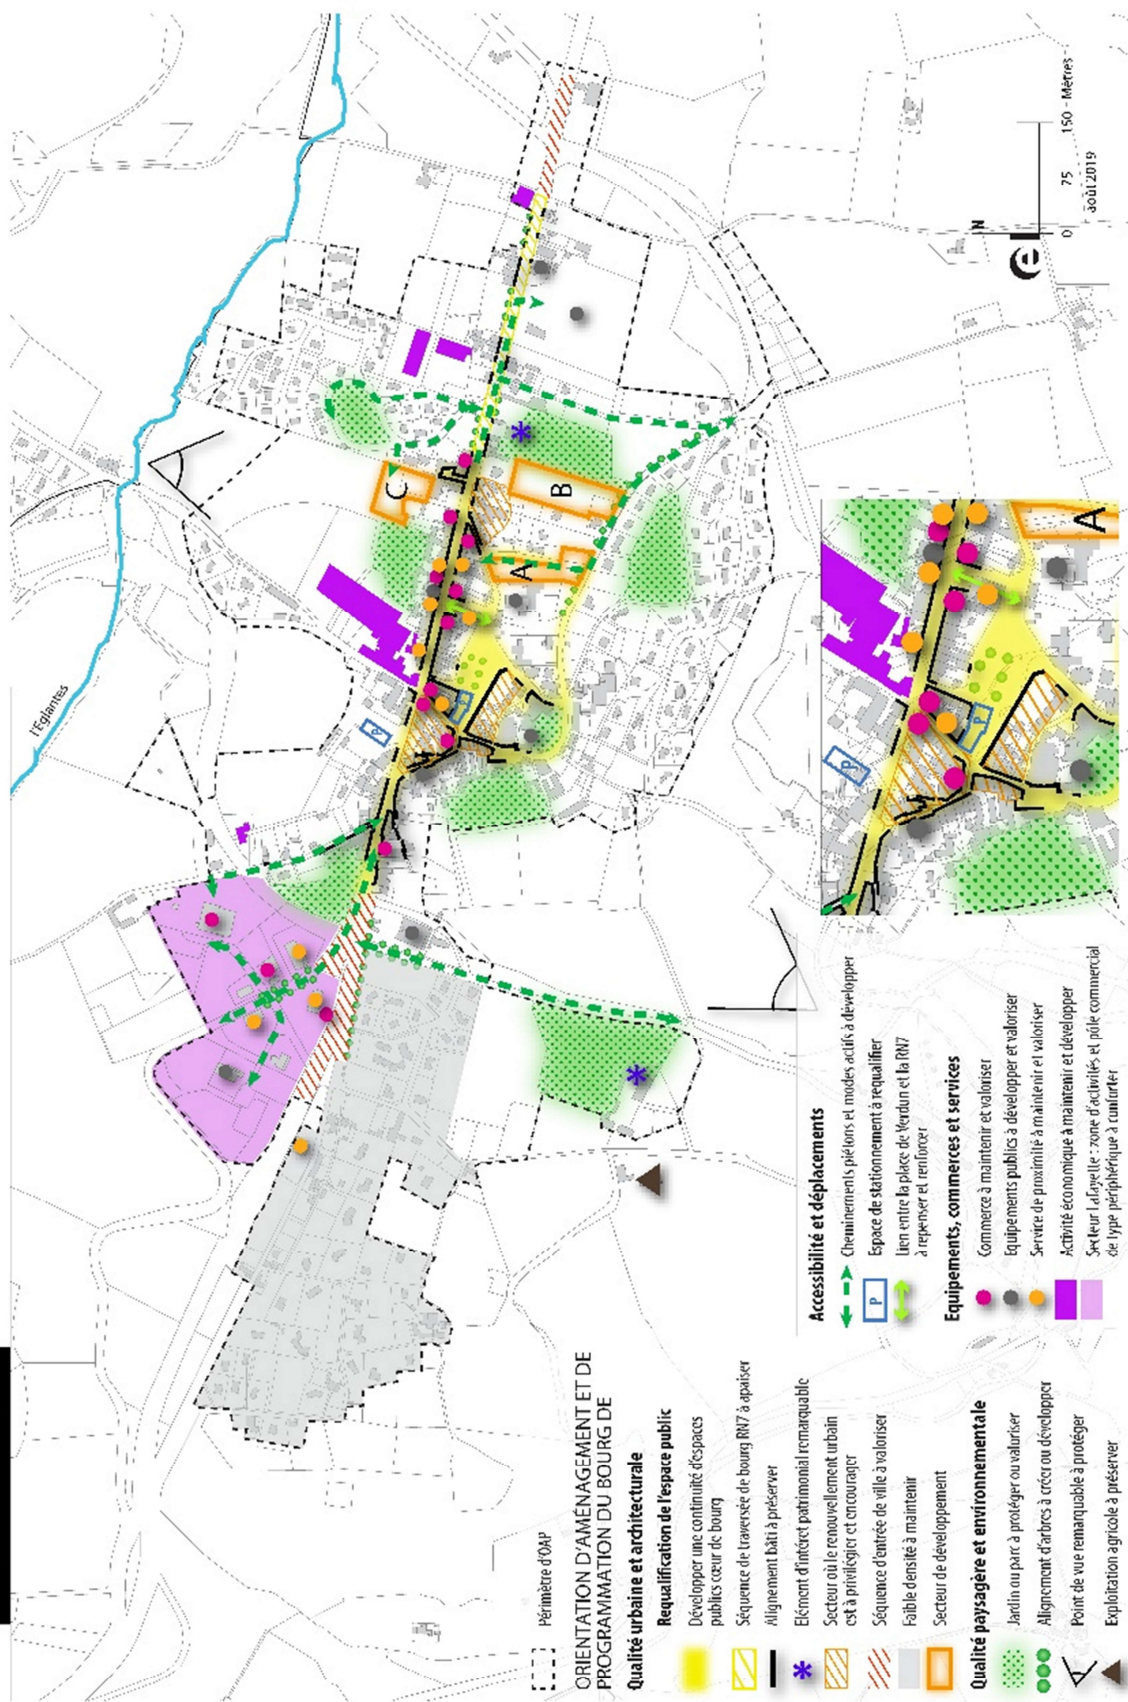 l'Eglantes
C
B
A
P
P
N
0 75 150 - Mètres
août 2019
A
P
P
Périmètre d'OAP
ORIENTATION D'AMÉNAGEMENT ET DE
PROGRAMMATION DU BOURG DE
Qualité urbaine et architecturale
Requalification de l'espace public
Développer une continuité d'espaces
publics cœur de bourg
Séquence de traversée de bourg RN7 à apaiser
Alignement bâti à préserver
Elément d'intérêt patrimonial remarquable
Secteur où le renouvellement urbain
est à privilégier et encourager
Séquence d'entrée de ville à valoriser
Faible densité à maintenir
Secteur de développement
Qualité paysagère et environnementale
Jardin ou parc à protéger ou valoriser
Alignement d'arbres à créer ou développer
Point de vue remarquable à protéger
Exploitation agricole à préserver
Accessibilité et déplacements
Cheminements piétons et modes actifs à développer
P
Espace de stationnement à requalifier
Lien entre la place de Verdun et la RN7
à repenser et renforcer
Equipements, commerces et services
Commerce à maintenir et valoriser
Equipements publics à développer et valoriser
Service de proximité à maintenir et valoriser
Activité économique à maintenir et développer
Secteur Lafayette : zone d'activités et pôle commercial
de type périphérique à conforter